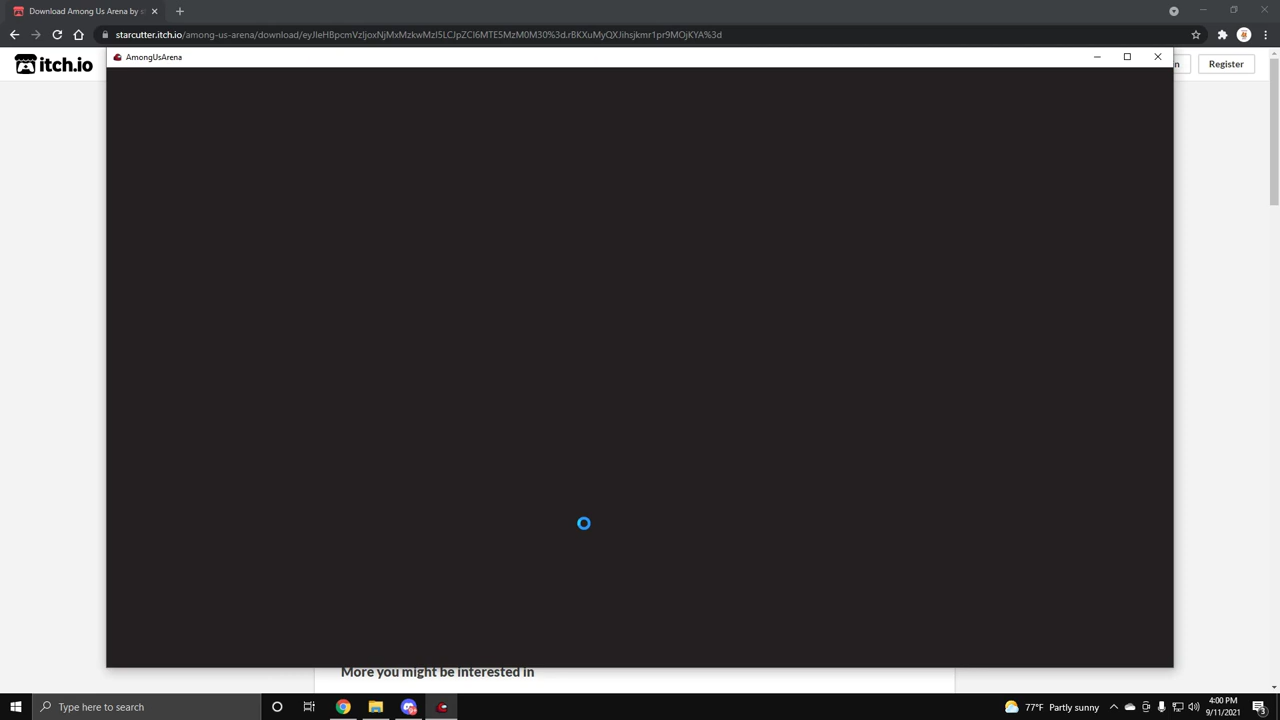 Download Among Us Arena by s
starcutter.itch.io/among-us-arena/download/eyJleHBpcmVzIjoxNjMxMzkwMzI5LCJpZCI6MTE5MzM0M30%3d.rBKXuMyQXJihsjkmr1pr9MOjKYA%3d
itch.io
n
Register
AmongUsArena
More you might be interested in
Type here to search
77°F Partly sunny
4:00 PM
9/11/2021
3